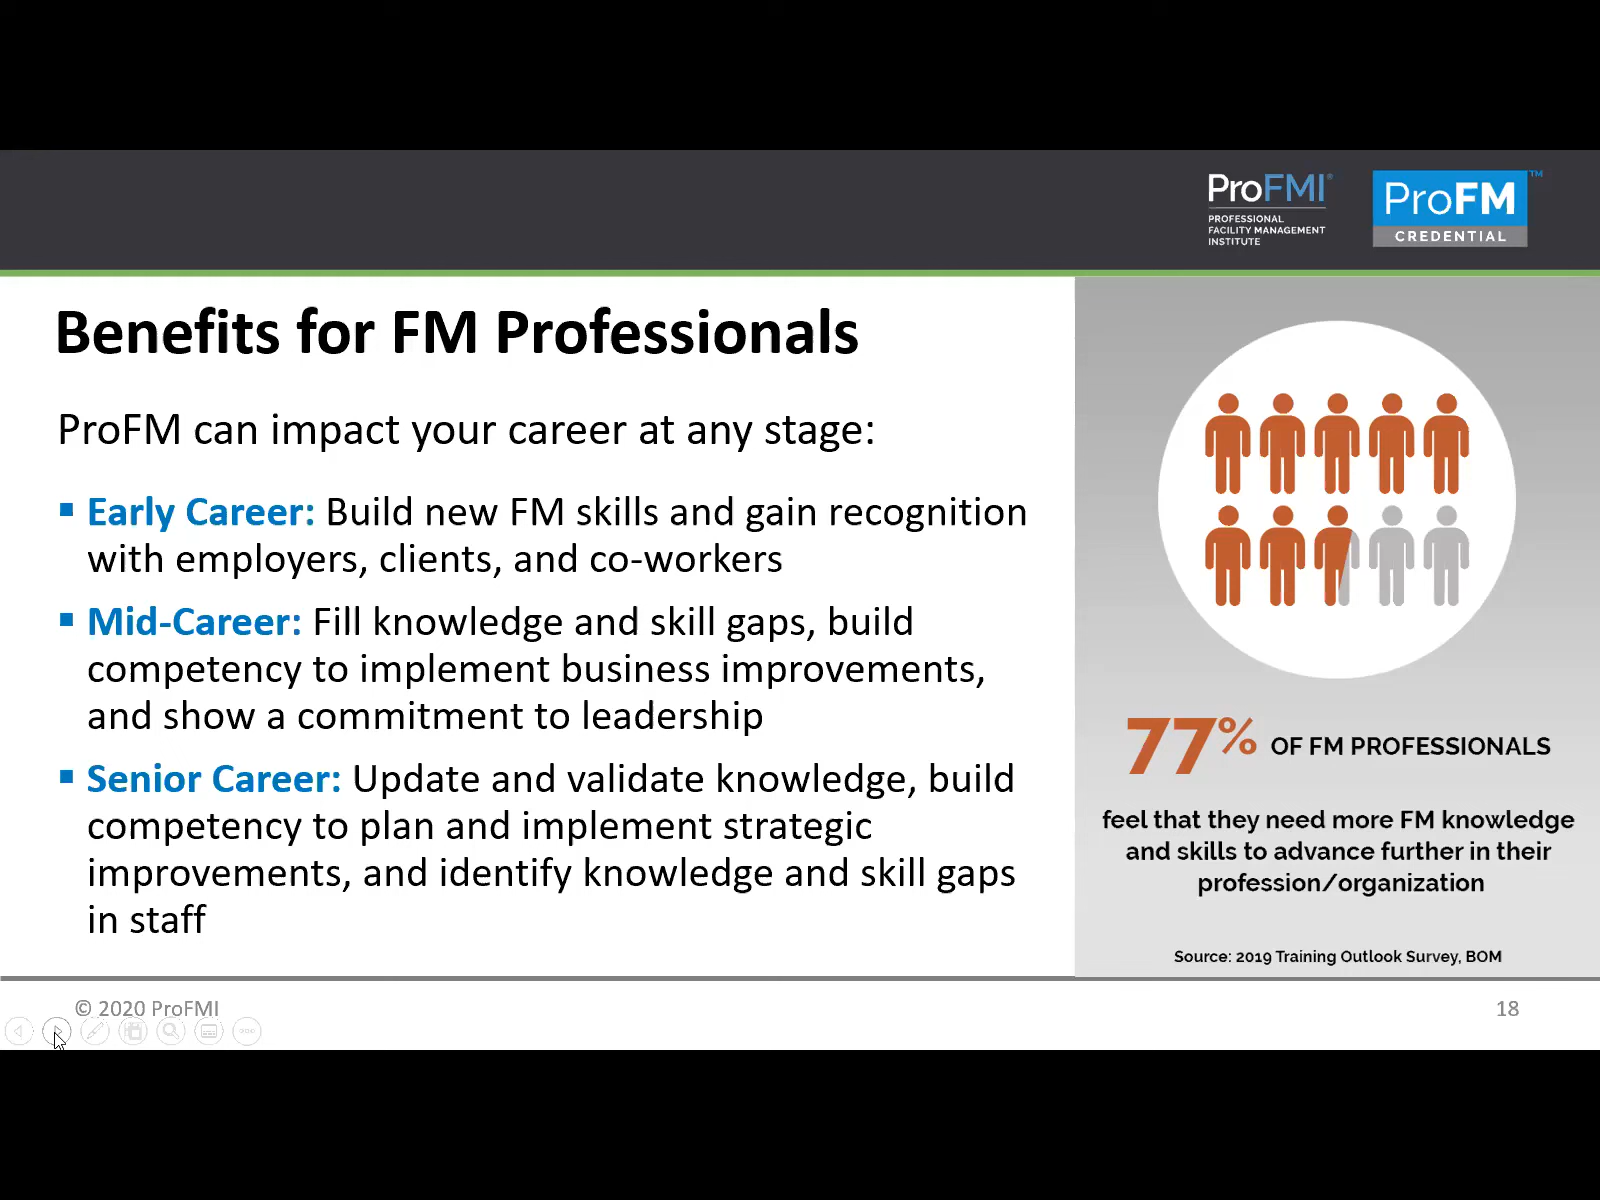 ProFMI®
PROFESSIONAL
FACILITY MANAGEMENT
INSTITUTE
ProFM™
CREDENTIAL
Benefits for FM Professionals
ProFM can impact your career at any stage:
▪ Early Career: Build new FM skills and gain recognition
with employers, clients, and co-workers
▪ Mid-Career: Fill knowledge and skill gaps, build
competency to implement business improvements,
and show a commitment to leadership
▪ Senior Career: Update and validate knowledge, build
competency to plan and implement strategic
improvements, and identify knowledge and skill gaps
in staff
77% OF FM PROFESSIONALS
feel that they need more FM knowledge
and skills to advance further in their
profession/organization
Source: 2019 Training Outlook Survey, BOM
© 2020 ProFMI
18